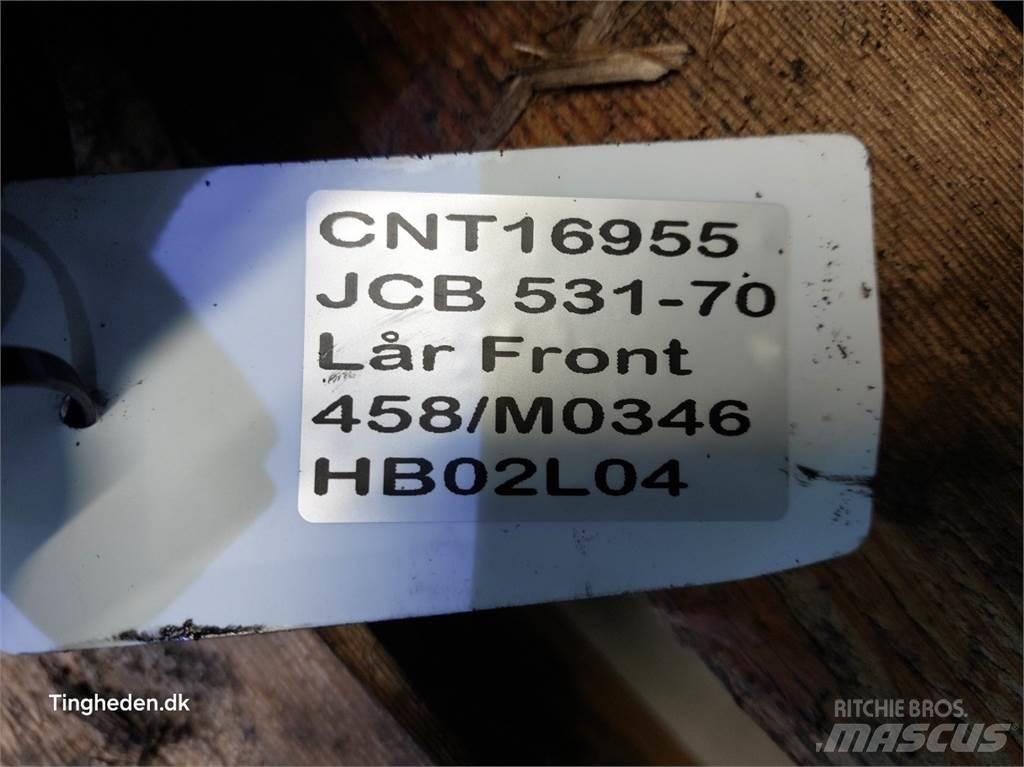 CNT16955
JCB 531-70
Lår Front
458/M0346
HB02L04
Tingheden.dk
RITCHIE BROS.
MASCUS